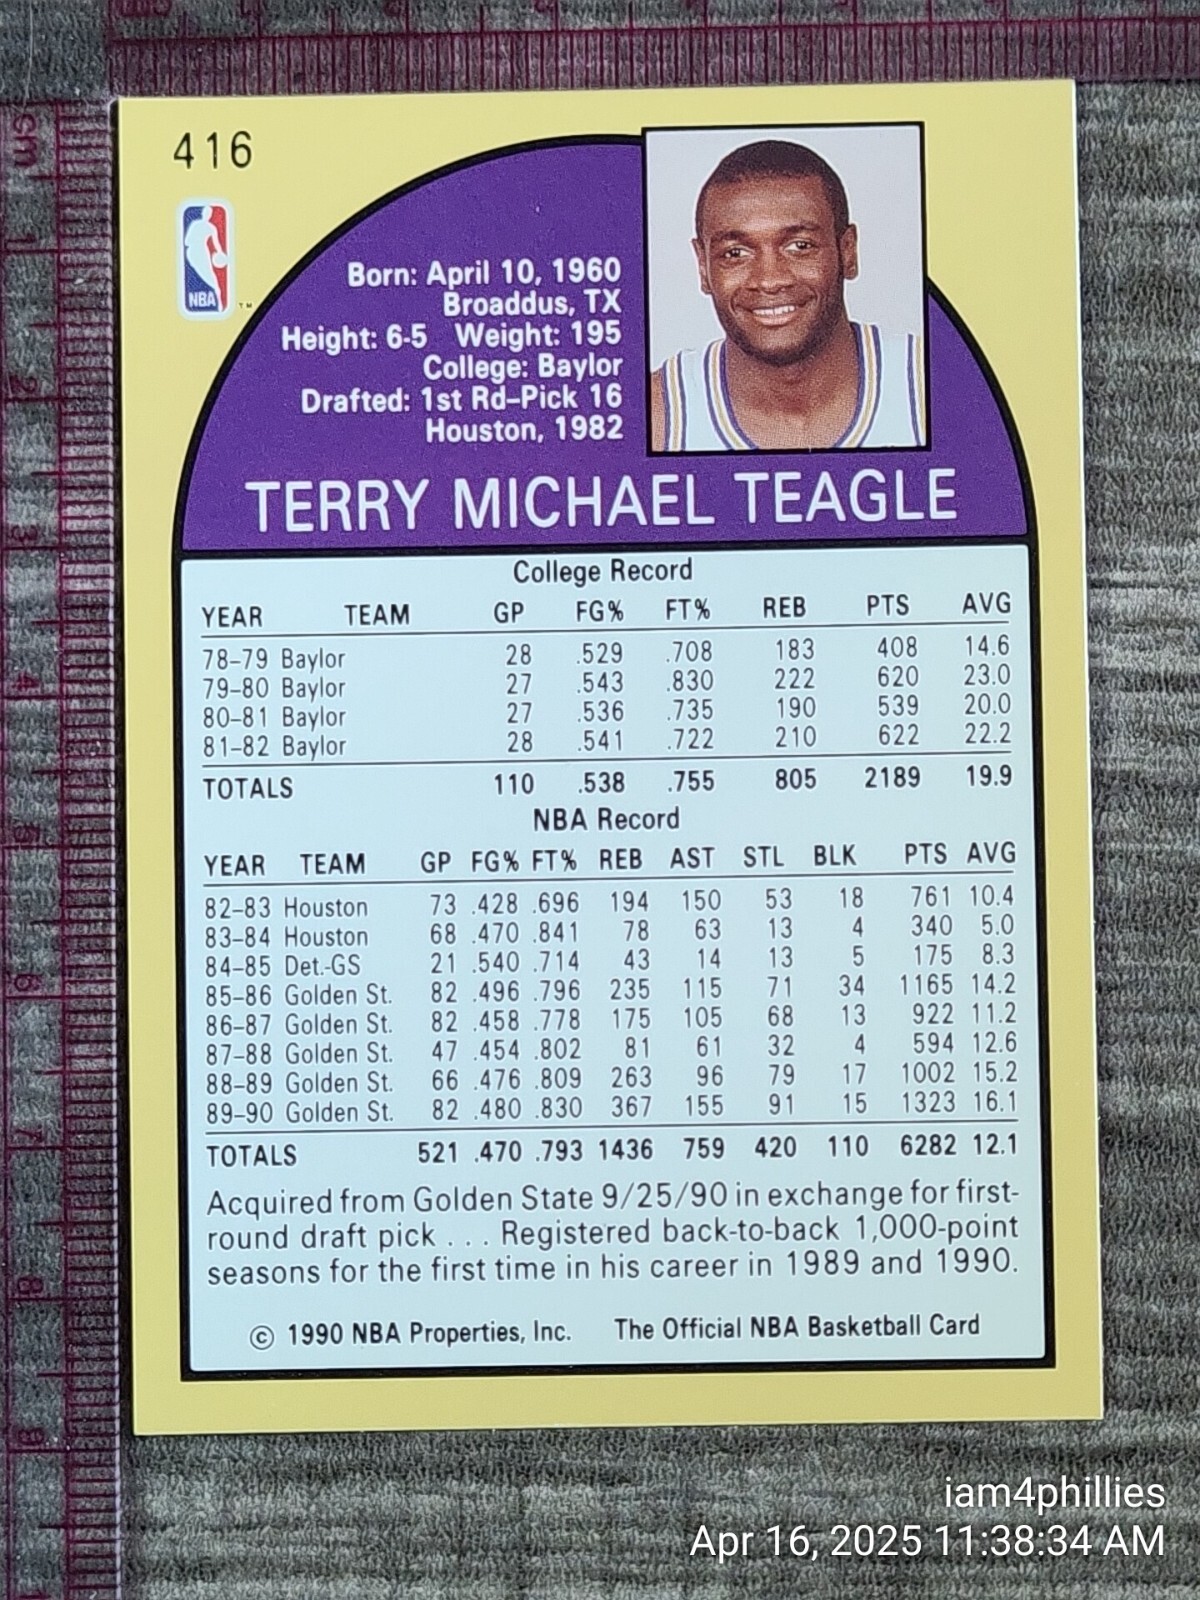 416
NBA
TM
Born: April 10, 1960
Broaddus, TX
Height: 6-5 Weight: 195
College: Baylor
Drafted: 1st Rd–Pick 16
Houston, 1982
TERRY MICHAEL TEAGLE
College Record
YEAR TEAM GP FG% FT% REB PTS AVG
78–79 Baylor 28 .529 .708 183 408 14.6
79–80 Baylor 27 .543 .830 222 620 23.0
80–81 Baylor 27 .536 .735 190 539 20.0
81–82 Baylor 28 .541 .722 210 622 22.2
TOTALS 110 .538 .755 805 2189 19.9
NBA Record
YEAR TEAM GP FG% FT% REB AST STL BLK PTS AVG
82–83 Houston 73 .428 .696 194 150 53 18 761 10.4
83–84 Houston 68 .470 .841 78 63 13 4 340 5.0
84–85 Det.-GS 21 .540 .714 43 14 13 5 175 8.3
85–86 Golden St. 82 .496 .796 235 115 71 34 1165 14.2
86–87 Golden St. 82 .458 .778 175 105 68 13 922 11.2
87–88 Golden St. 47 .454 .802 81 61 32 4 594 12.6
88–89 Golden St. 66 .476 .809 263 96 79 17 1002 15.2
89–90 Golden St. 82 .480 .830 367 155 91 15 1323 16.1
TOTALS 521 .470 .793 1436 759 420 110 6282 12.1
Acquired from Golden State 9/25/90 in exchange for first-
round draft pick . . . Registered back-to-back 1,000-point
seasons for the first time in his career in 1989 and 1990.
© 1990 NBA Properties, Inc. The Official NBA Basketball Card
cm
1
2
3
4
5
6
7
8
9
iam4phillies
Apr 16, 2025 11:38:34 AM